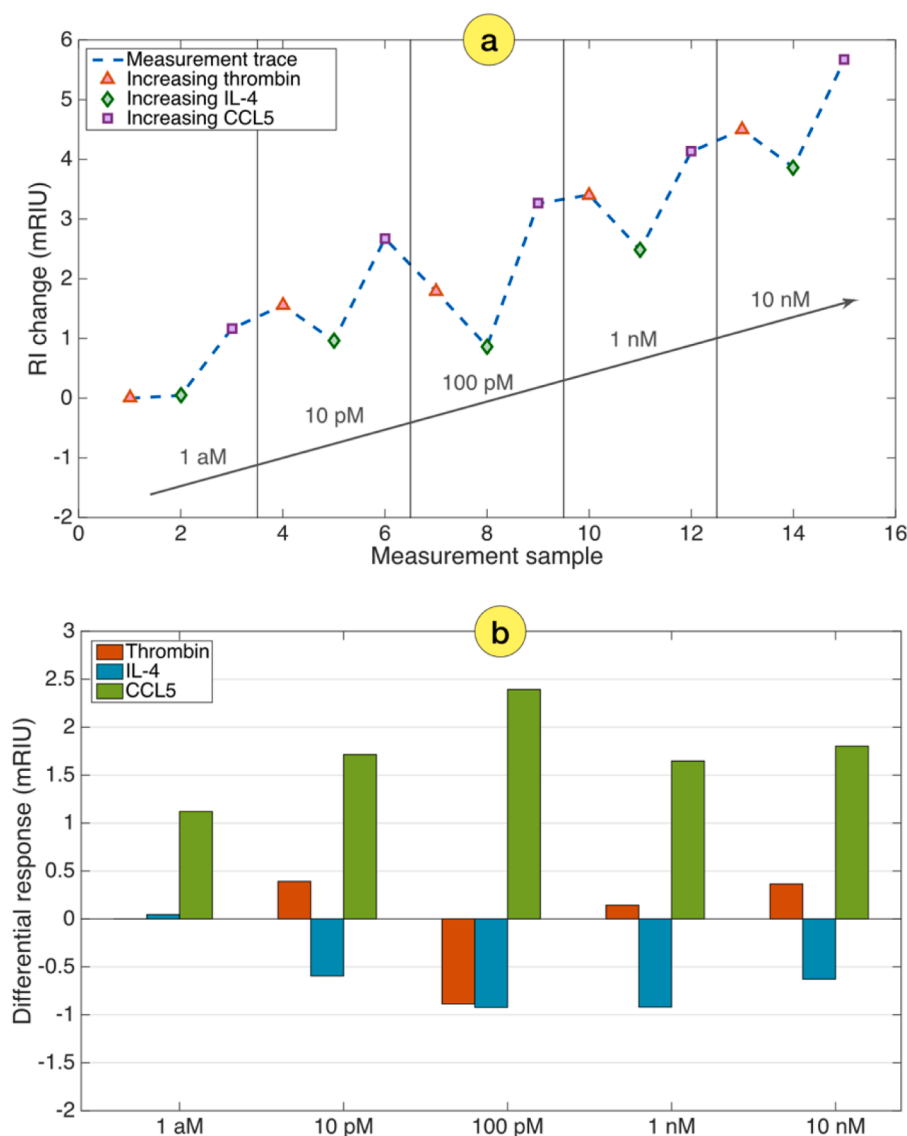 a
6
5
4
3
2
1
0
-1
-2
RI change (mRIU)
Measurement trace
Increasing thrombin
Increasing IL-4
Increasing CCL5
1 aM
10 pM
100 pM
1 nM
10 nM
0 2 4 6 8 10 12 14 16
Measurement sample
b
3
2.5
2
1.5
1
0.5
0
-0.5
-1
-1.5
-2
Differential response (mRIU)
Thrombin
IL-4
CCL5
1 aM 10 pM 100 pM 1 nM 10 nM